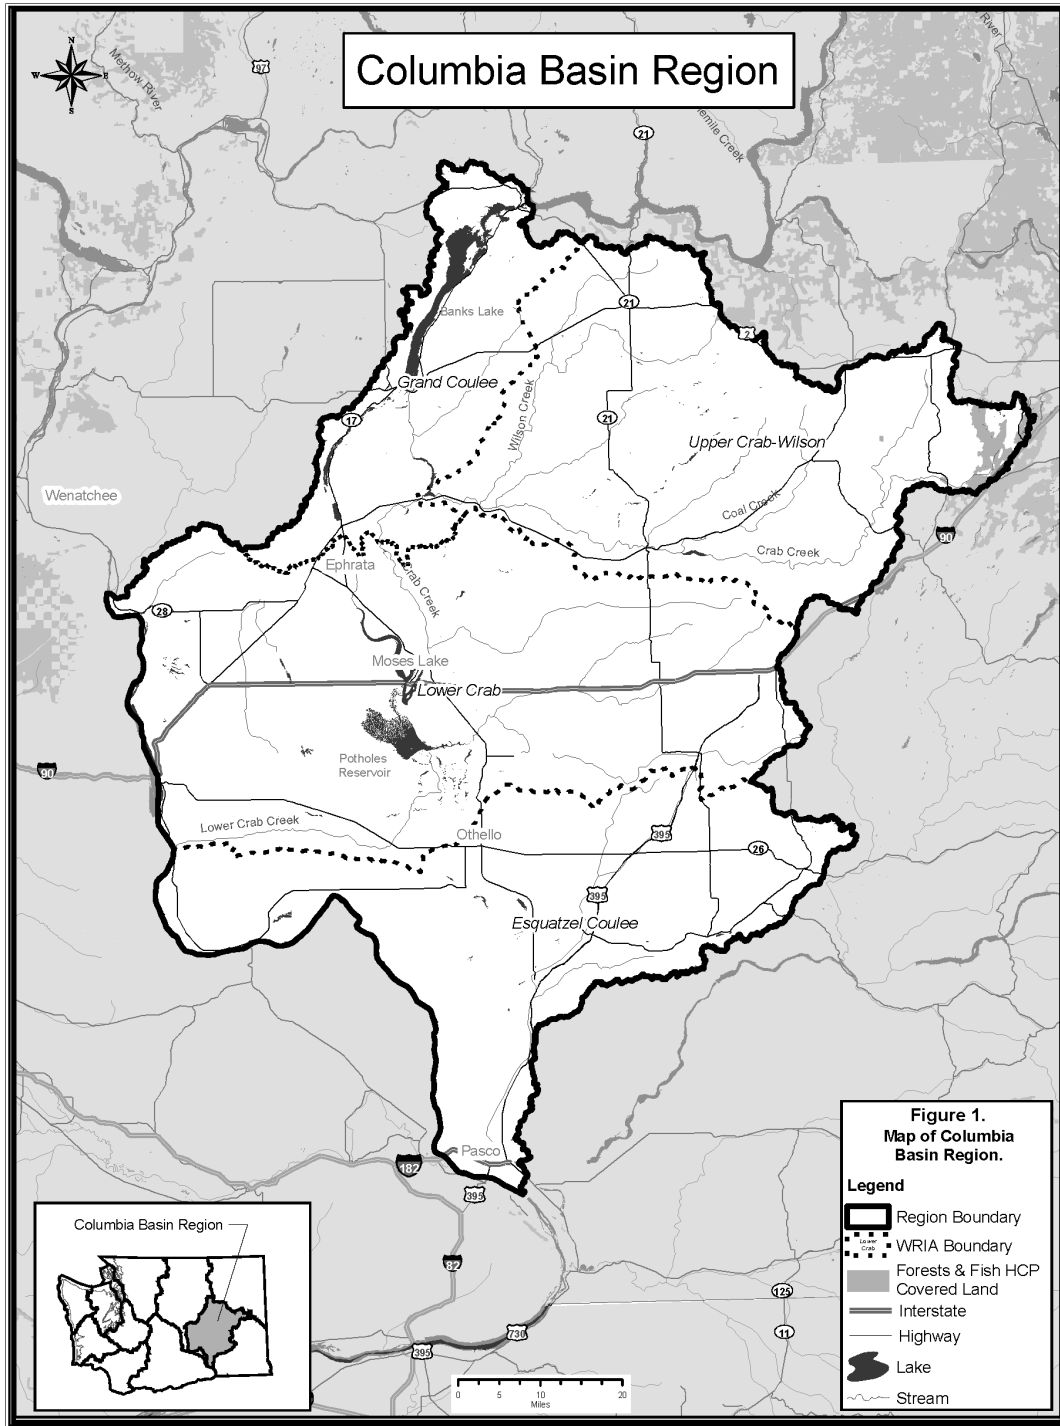 Columbia Basin Region
N
W
E
S
Methow River
97
21
River
emile Creek
21
2
Banks Lake
Grand Coulee
17
Wilson Creek
21
Upper Crab-Wilson
Wenatchee
Coal Creek
Crab Creek
90
Ephrata
Crab Creek
28
Moses Lake
Lower Crab
Potholes
Reservoir
90
Lower Crab Creek
Othello
395
26
395
Esquatzel Coulee
Pasco
182
395
82
125
11
730
395
Figure 1.
Map of Columbia
Basin Region.
Legend
Region Boundary
Lower
Crab
WRIA Boundary
Forests & Fish HCP
Covered Land
Interstate
Highway
Lake
Stream
Columbia Basin Region
0 5 10 20
Miles